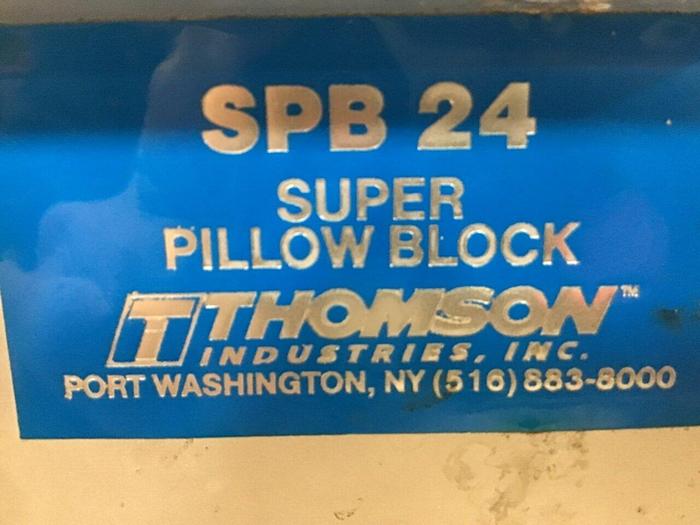 SPB 24
SUPER
PILLOW BLOCK
T THOMSON™
INDUSTRIES, INC.
PORT WASHINGTON, NY (516) 883-8000